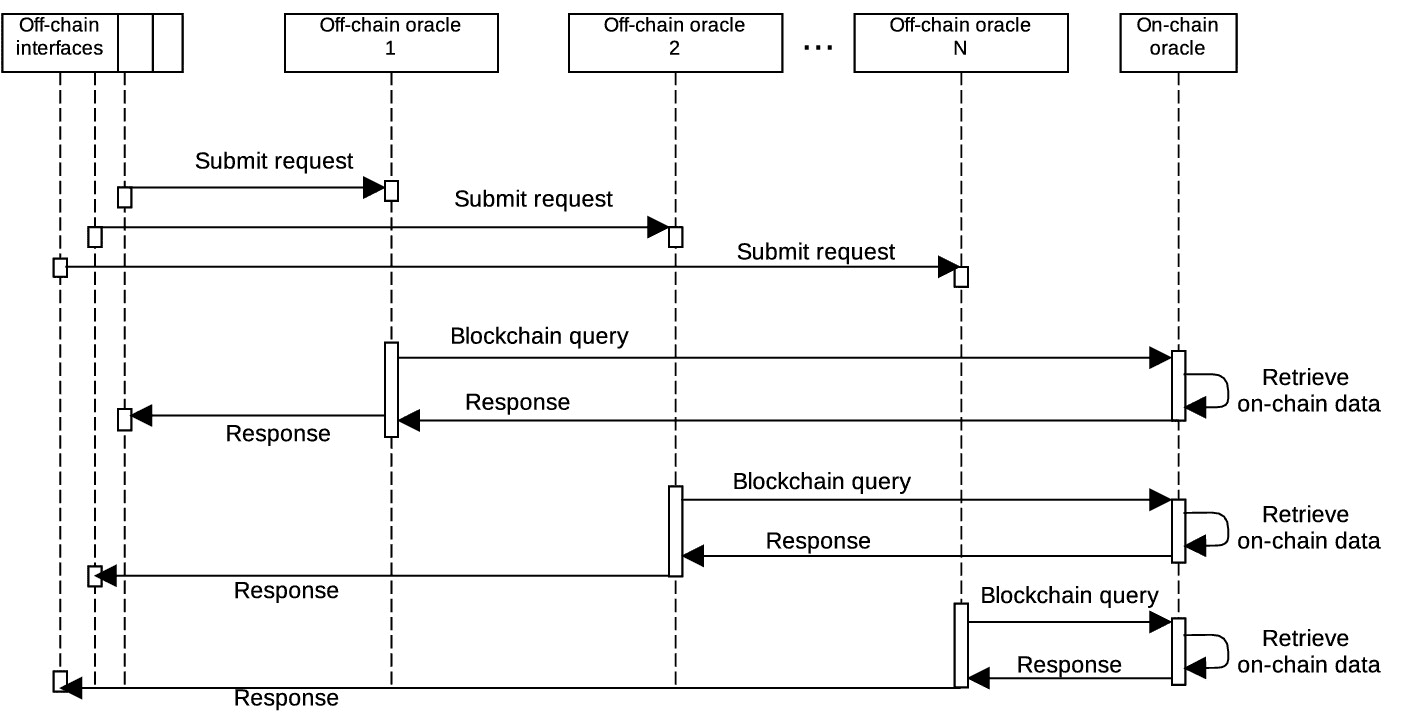 Off-chain
interfaces
Off-chain oracle
1
Off-chain oracle
2
...
Off-chain oracle
N
On-chain
oracle
Submit request
Submit request
Submit request
Blockchain query
Retrieve
on-chain data
Response
Response
Blockchain query
Retrieve
on-chain data
Response
Response
Blockchain query
Retrieve
on-chain data
Response
Response